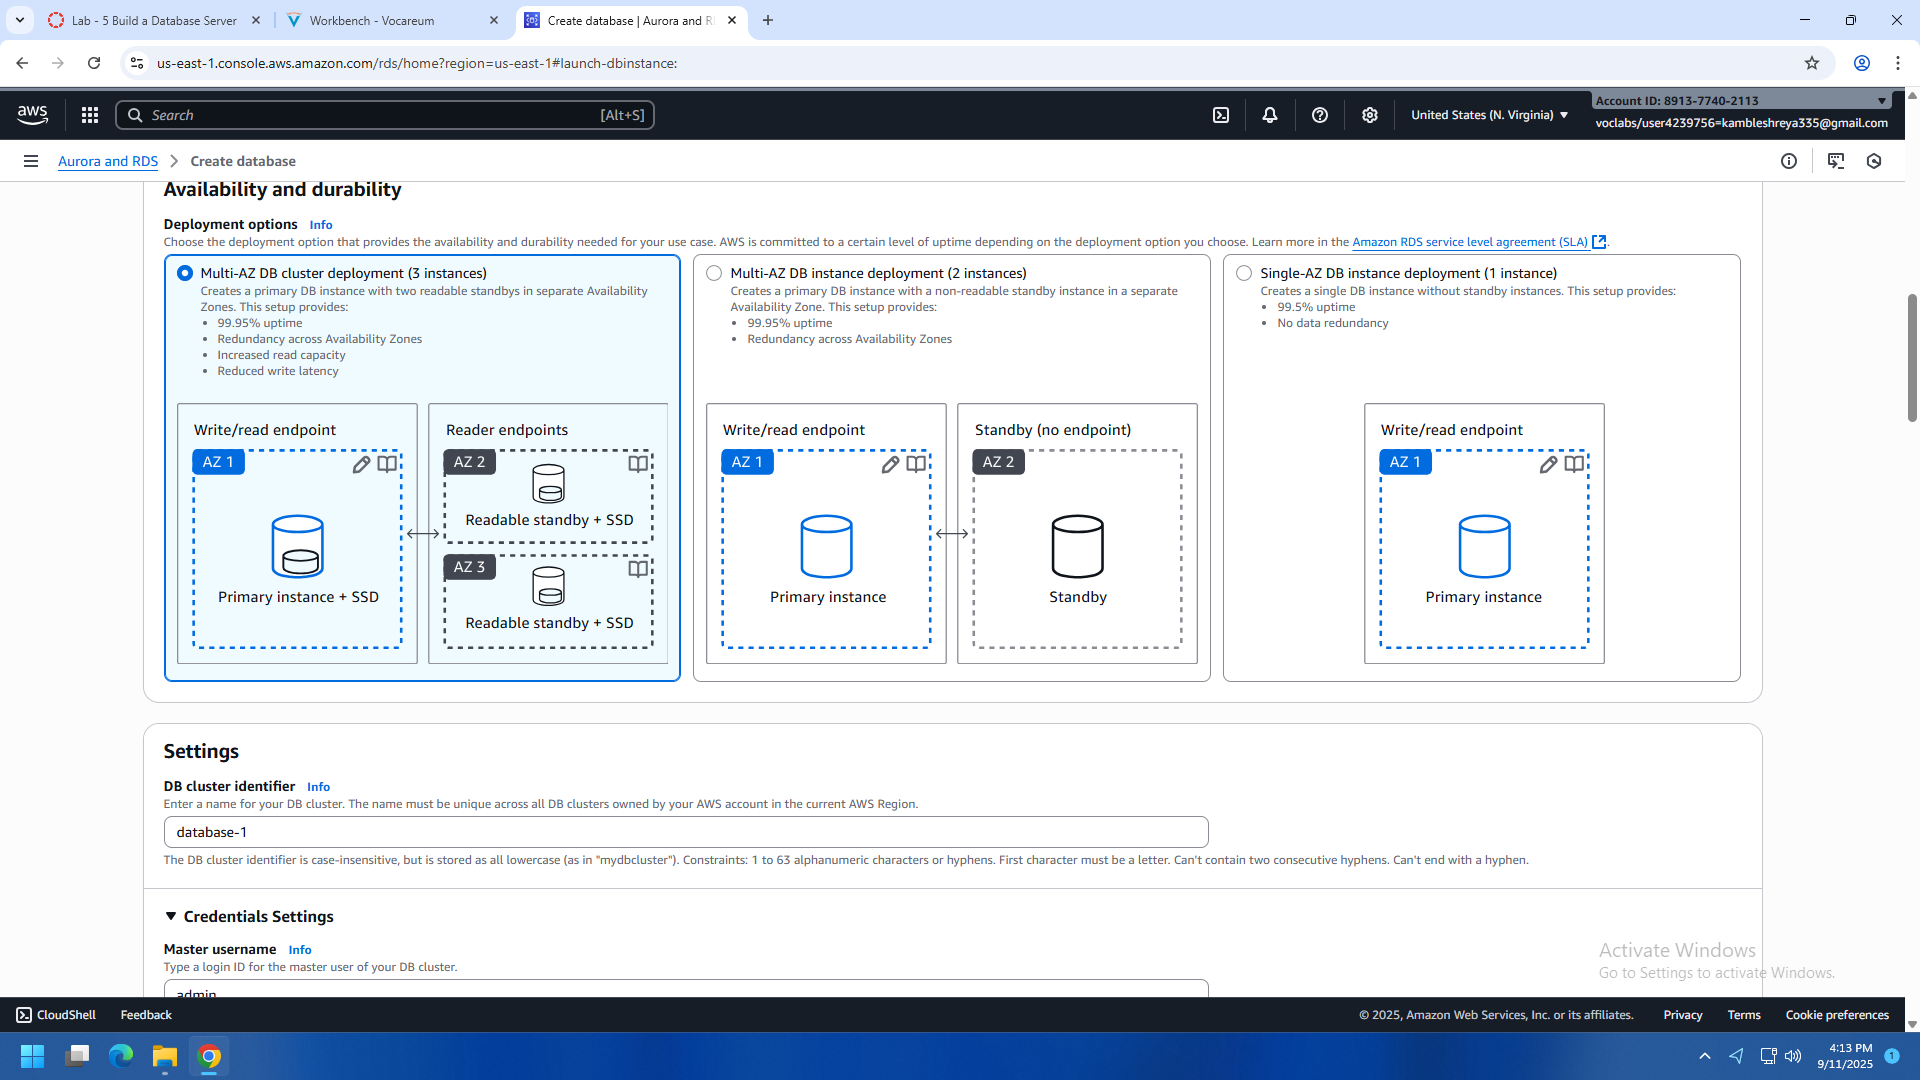 Lab - 5 Build a Database Server
Workbench - Vocareum
Create database | Aurora and R
us-east-1.console.aws.amazon.com/rds/home?region=us-east-1#launch-dbinstance:
aws
Search
[Alt+S]
United States (N. Virginia)
Account ID: 8913-7740-2113
voclabs/user4239756=kambleshreya335@gmail.com
Aurora and RDS
Create database
Availability and durability
Deployment options Info
Choose the deployment option that provides the availability and durability needed for your use case. AWS is committed to a certain level of uptime depending on the deployment option you choose. Learn more in the Amazon RDS service level agreement (SLA).
Multi-AZ DB cluster deployment (3 instances)
Creates a primary DB instance with two readable standbys in separate Availability
Zones. This setup provides:
• 99.95% uptime
• Redundancy across Availability Zones
• Increased read capacity
• Reduced write latency
Write/read endpoint
AZ 1
Primary instance + SSD
Reader endpoints
AZ 2
Readable standby + SSD
AZ 3
Readable standby + SSD
Multi-AZ DB instance deployment (2 instances)
Creates a primary DB instance with a non-readable standby instance in a separate
Availability Zone. This setup provides:
• 99.95% uptime
• Redundancy across Availability Zones
Write/read endpoint
AZ 1
Primary instance
Standby (no endpoint)
AZ 2
Standby
Single-AZ DB instance deployment (1 instance)
Creates a single DB instance without standby instances. This setup provides:
• 99.5% uptime
• No data redundancy
Write/read endpoint
AZ 1
Primary instance
Settings
DB cluster identifier Info
Enter a name for your DB cluster. The name must be unique across all DB clusters owned by your AWS account in the current AWS Region.
database-1
The DB cluster identifier is case-insensitive, but is stored as all lowercase (as in "mydbcluster"). Constraints: 1 to 63 alphanumeric characters or hyphens. First character must be a letter. Can't contain two consecutive hyphens. Can't end with a hyphen.
Credentials Settings
Master username Info
Type a login ID for the master user of your DB cluster.
admin
Activate Windows
Go to Settings to activate Windows.
CloudShell
Feedback
© 2025, Amazon Web Services, Inc. or its affiliates.
Privacy
Terms
Cookie preferences
4:13 PM
9/11/2025
1